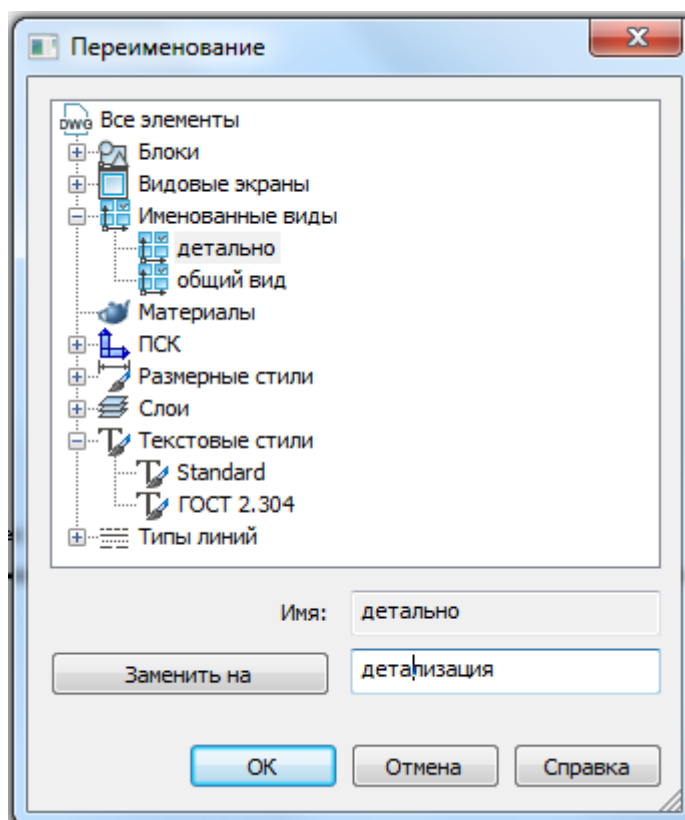 Переименование
DWG Все элементы
Блоки
Видовые экраны
Именованные виды
детально
общий вид
Материалы
ПСК
Размерные стили
Слои
Текстовые стили
Standard
ГОСТ 2.304
Типы линий
Имя: детально
Заменить на детализация
ОК Отмена Справка